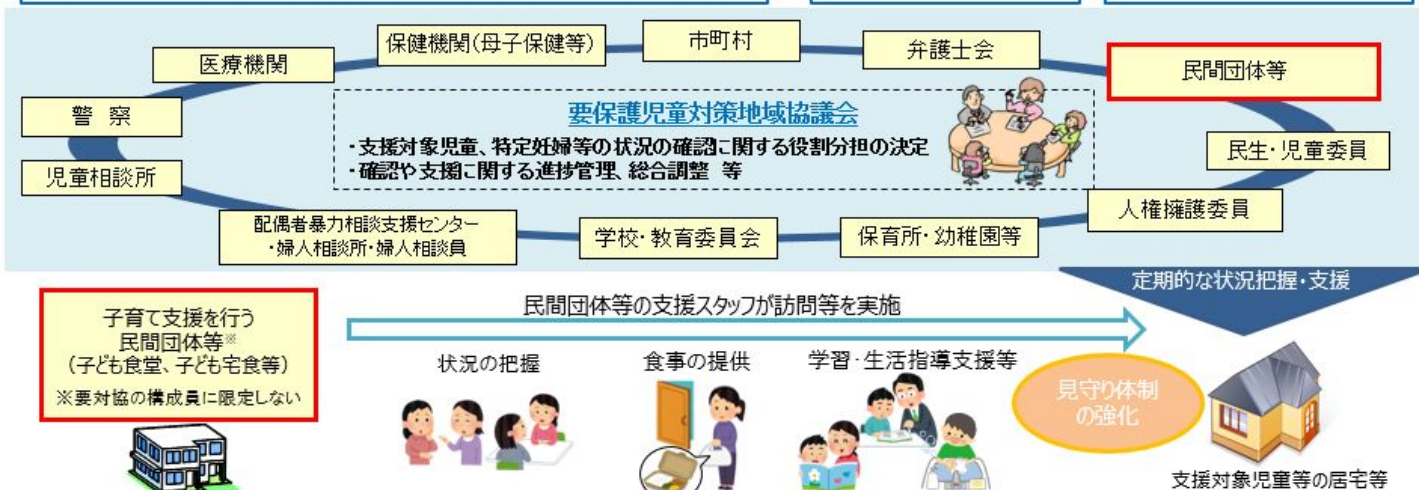 保健機関(母子保健等)
市町村
弁護士会
医療機関
民間団体等
警 察
要保護児童対策地域協議会
・支援対象児童、特定妊婦等の状況の確認に関する役割分担の決定
・確認や支援に関する進捗管理、総合調整 等
民生・児童委員
児童相談所
人権擁護委員
配偶者暴力相談支援センター
・婦人相談所・婦人相談員
学校・教育委員会
保育所・幼稚園等
定期的な状況把握・支援
子育て支援を行う
民間団体等※
(子ども食堂、子ども宅食等)
※要対協の構成員に限定しない
民間団体等の支援スタッフが訪問等を実施
状況の把握
食事の提供
学習・生活指導支援等
見守り体制
の強化
支援対象児童等の居宅等